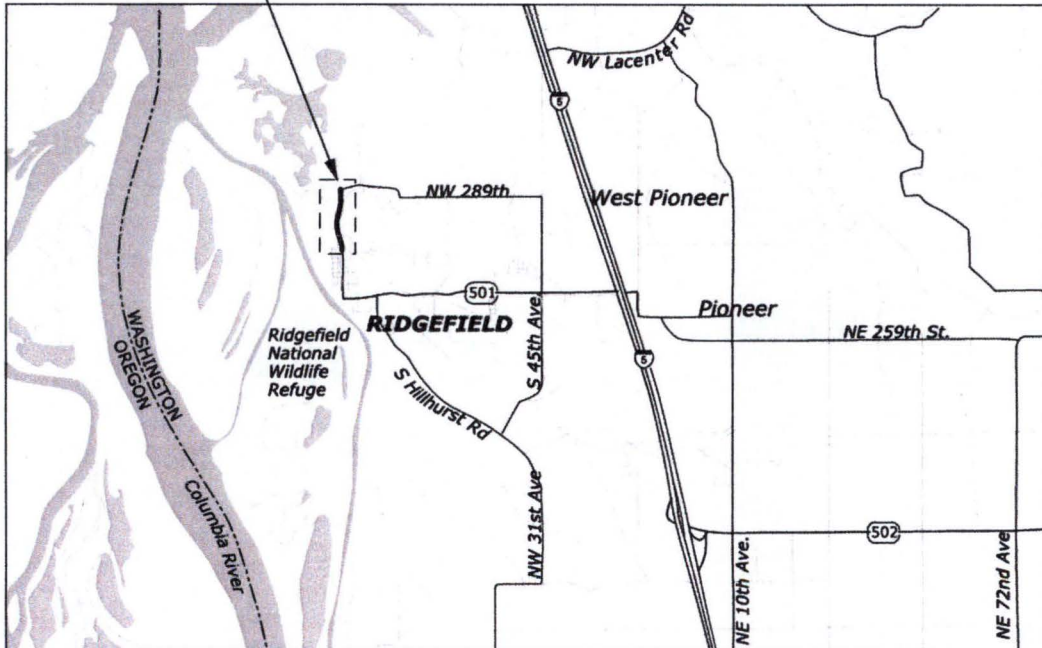 NW Lacenter Rd
5
NW 289th
West Pioneer
501
Pioneer
RIDGEFIELD
S 45th Ave.
NE 259th St.
Ridgefield
National
Wildlife
Refuge
WASHINGTON
OREGON
5
S Hillhurst Rd
Columbia River
NW 31st Ave
502
NE 10th Ave.
NE 72nd Ave